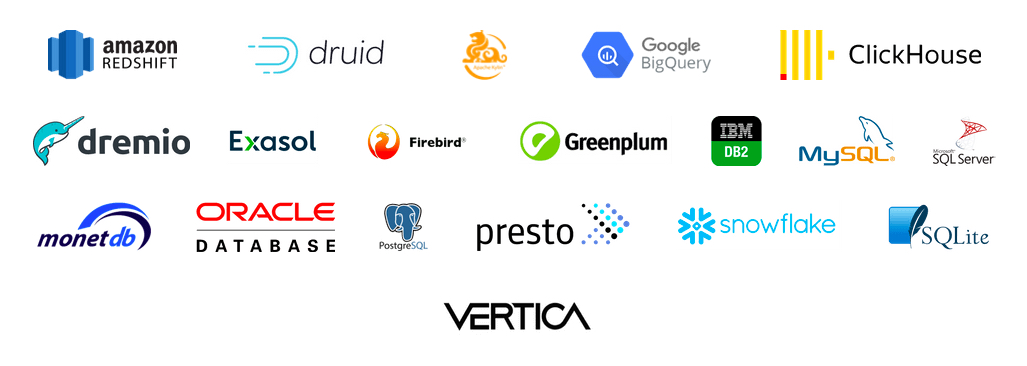 amazon
REDSHIFT
druid
Google
BigQuery
ClickHouse
dremio
Exasol
Firebird®
Greenplum
IBM
DB2
MySQL®
Microsoft
SQL Server
monetdb
ORACLE
DATABASE
PostgreSQL
presto
snowflake
SQLite
VERTICA